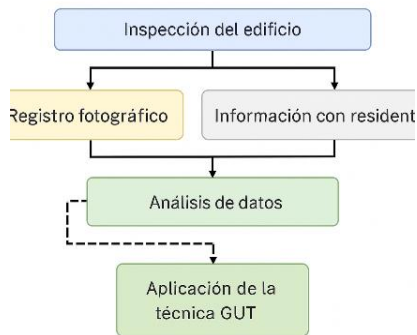 Inspección del edificio
Registro fotográfico
Información con resident
Análisis de datos
Aplicación de la
técnica GUT